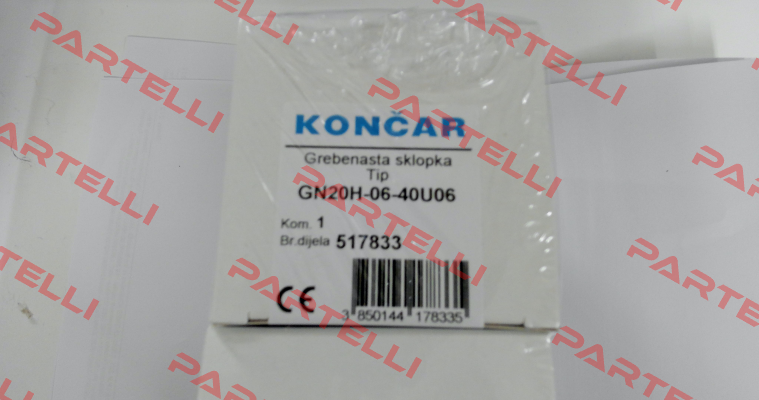 KONČAR
Grebenasta sklopka
Tip
GN20H-06-40U06
Kom. 1
Br.dijela 517833
CE
3 850144 178335
PARTELLI
PARTELLI
PARTELLI
PARTELLI
PARTELLI
PARTELLI
PARTELLI
PARTELLI
PARTELLI
PARTELLI